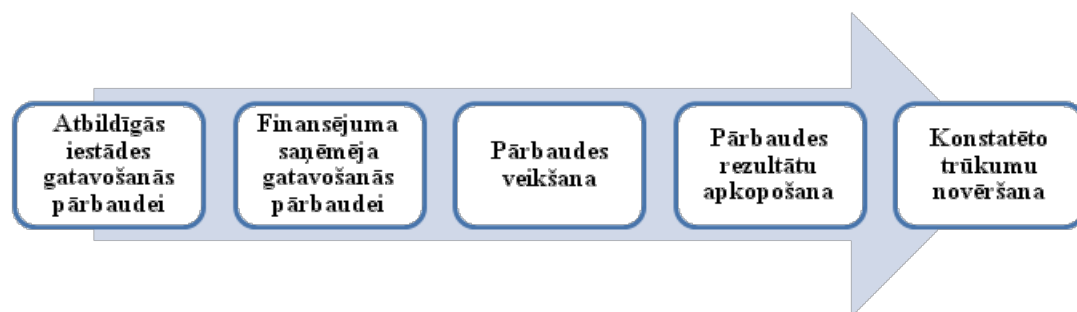 Atbildīgās
iestādes
gatavošanās
pārbaudei
Finansējuma
saņēmēja
gatavošanās
pārbaudei
Pārbaudes
veikšana
Pārbaudes
rezultātu
apkopošana
Konstatēto
trūkumu
novēršana